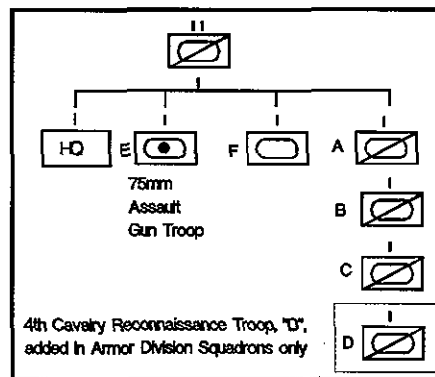 II
I
I
I
I
HQ
E
F
A
75mm
Assault
Gun Troop
I
B
I
C
I
D
4th Cavalry Reconnaissance Troop, "D",
added in Armor Division Squadrons only